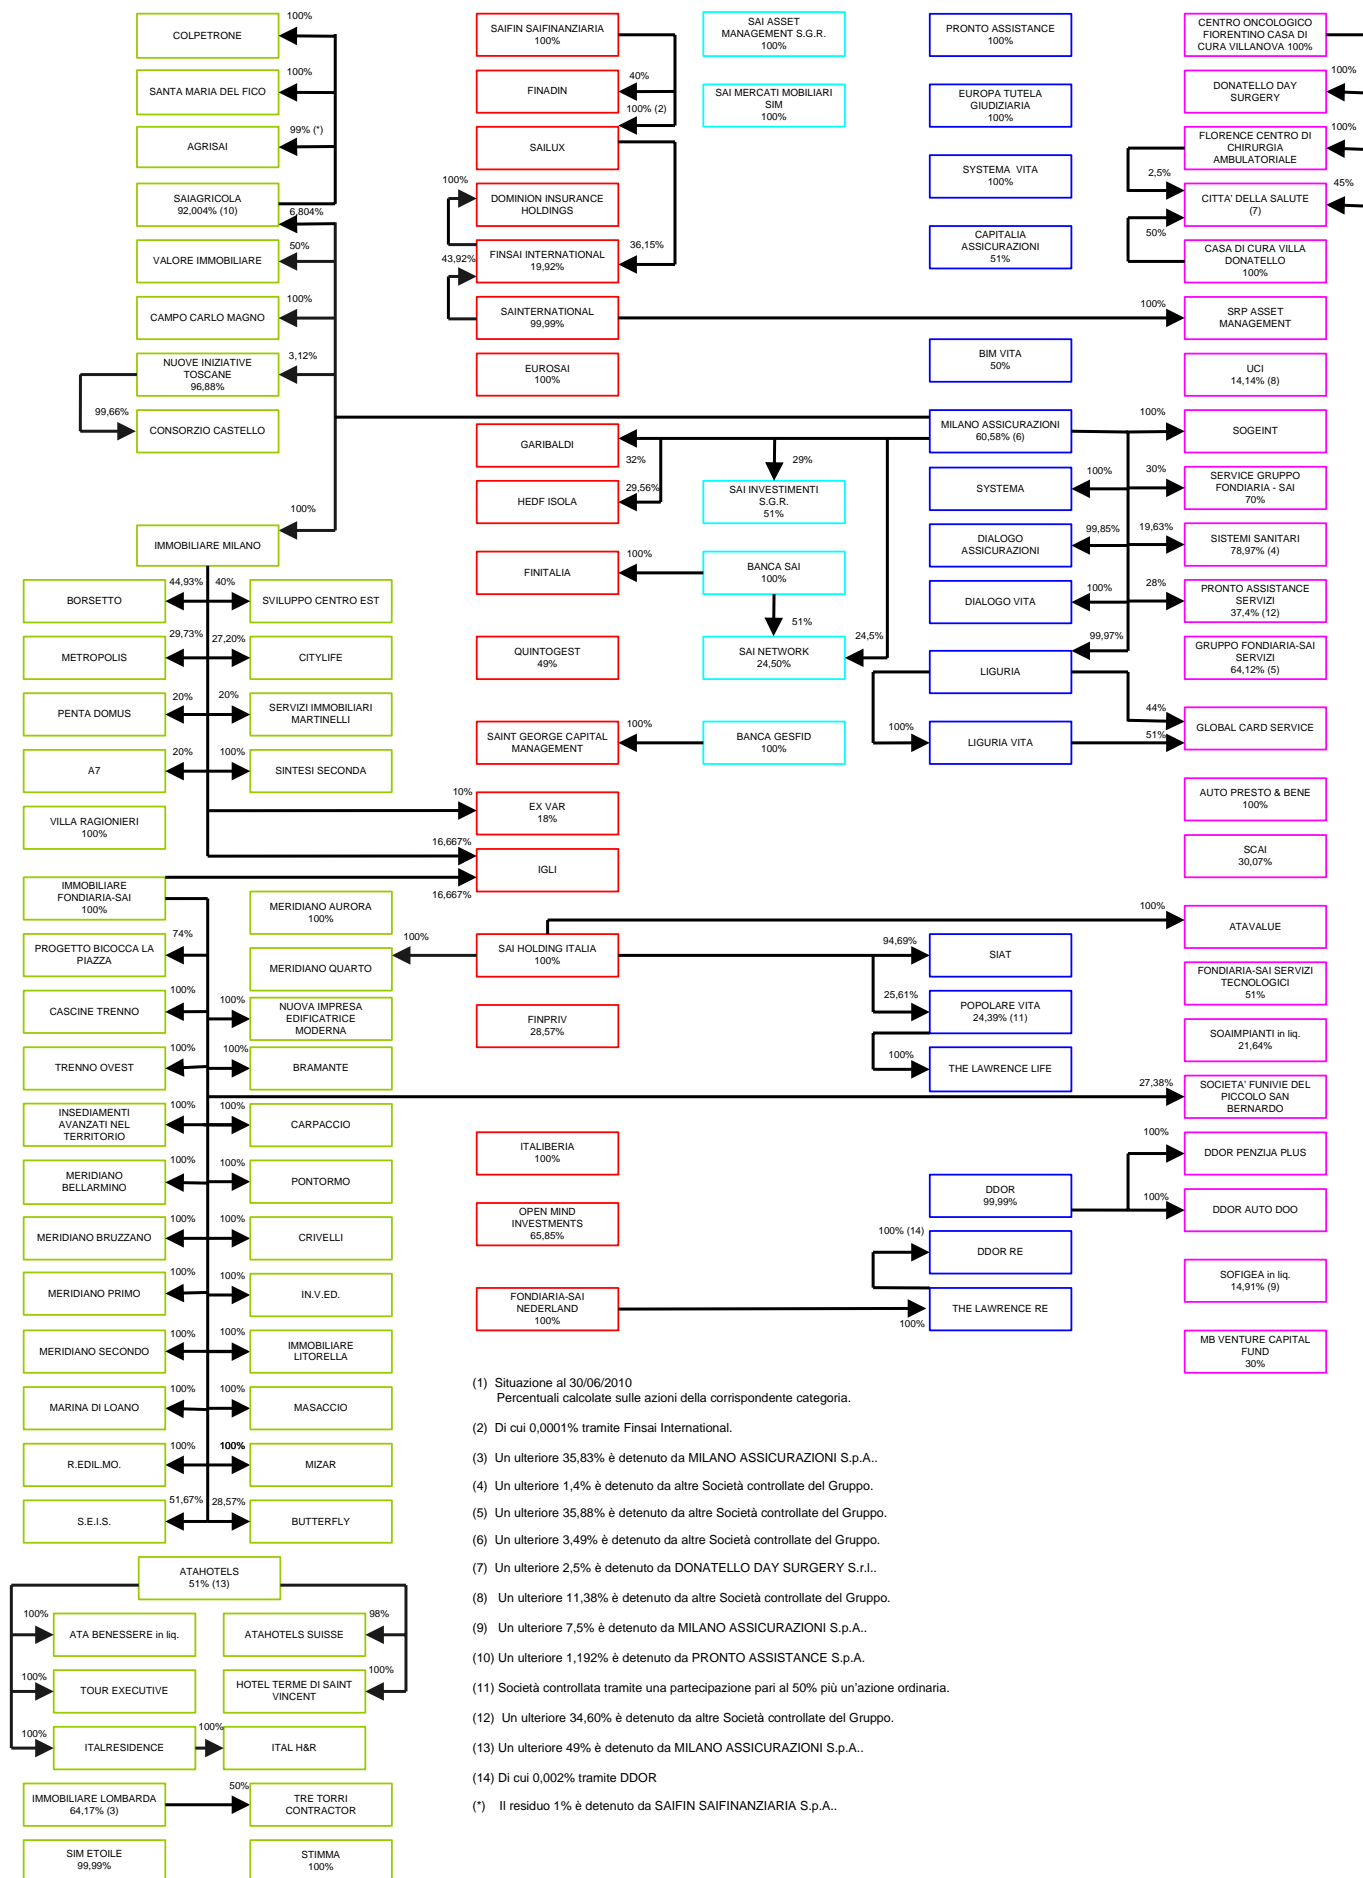 100%
COLPETRONE
100%
SANTA MARIA DEL FICO
99% (*)
AGRISAI
SAIAGRICOLA
92,004% (10)
6,804%
50%
VALORE IMMOBILIARE
100%
CAMPO CARLO MAGNO
3,12%
NUOVE INIZIATIVE
TOSCANE
96,88%
99,66%
CONSORZIO CASTELLO
100%
IMMOBILIARE MILANO
44,93%
40%
BORSETTO
SVILUPPO CENTRO EST
29,73%
27,20%
METROPOLIS
CITYLIFE
20%
20%
PENTA DOMUS
SERVIZI IMMOBILIARI
MARTINELLI
20%
100%
A7
SINTESI SECONDA
VILLA RAGIONIERI
100%
IMMOBILIARE
FONDIARIA-SAI
100%
MERIDIANO AURORA
100%
74%
PROGETTO BICOCCA LA
PIAZZA
MERIDIANO QUARTO
100%
100%
CASCINE TRENNO
100%
NUOVA IMPRESA
EDIFICATRICE
MODERNA
100%
TRENNO OVEST
100%
BRAMANTE
100%
INSEDIAMENTI
AVANZATI NEL
TERRITORIO
100%
CARPACCIO
100%
MERIDIANO
BELLARMINO
100%
PONTORMO
100%
MERIDIANO BRUZZANO
100%
CRIVELLI
100%
MERIDIANO PRIMO
100%
IN.V.ED.
100%
MERIDIANO SECONDO
100%
IMMOBILIARE
LITORELLA
100%
MARINA DI LOANO
100%
MASACCIO
100%
R.EDIL.MO.
100%
MIZAR
51,67%
S.E.I.S.
28,57%
BUTTERFLY
ATAHOTELS
51% (13)
100%
ATA BENESSERE in liq.
98%
ATAHOTELS SUISSE
100%
TOUR EXECUTIVE
100%
HOTEL TERME DI SAINT
VINCENT
100%
ITALRESIDENCE
100%
ITAL H&R
IMMOBILIARE LOMBARDA
64,17% (3)
50%
TRE TORRI
CONTRACTOR
SIM ETOILE
99,99%
STIMMA
100%
SAIFIN SAIFINANZIARIA
100%
40%
FINADIN
100% (2)
SAILUX
100%
DOMINION INSURANCE
HOLDINGS
36,15%
43,92%
FINSAI INTERNATIONAL
19,92%
SAINTERNATIONAL
99,99%
EUROSAI
100%
GARIBALDI
32%
29,56%
HEDF ISOLA
100%
FINITALIA
QUINTOGEST
49%
100%
SAINT GEORGE CAPITAL
MANAGEMENT
10%
EX VAR
18%
16,667%
IGLI
16,667%
SAI HOLDING ITALIA
100%
FINPRIV
28,57%
ITALIBERIA
100%
OPEN MIND
INVESTMENTS
65,85%
FONDIARIA-SAI
NEDERLAND
100%
SAI ASSET
MANAGEMENT S.G.R.
100%
SAI MERCATI MOBILIARI
SIM
100%
29%
SAI INVESTIMENTI
S.G.R.
51%
BANCA SAI
100%
51%
24,5%
SAI NETWORK
24,50%
BANCA GESFID
100%
PRONTO ASSISTANCE
100%
EUROPA TUTELA
GIUDIZIARIA
100%
SYSTEMA  VITA
100%
CAPITALIA
ASSICURAZIONI
51%
BIM VITA
50%
MILANO ASSICURAZIONI
60,58% (6)
100%
SYSTEMA
99,85%
DIALOGO
ASSICURAZIONI
100%
DIALOGO VITA
99,97%
LIGURIA
100%
LIGURIA VITA
94,69%
SIAT
25,61%
POPOLARE VITA
24,39% (11)
100%
THE LAWRENCE LIFE
DDOR
99,99%
100% (14)
DDOR RE
100%
THE LAWRENCE RE
CENTRO ONCOLOGICO
FIORENTINO CASA DI
CURA VILLANOVA 100%
100%
DONATELLO DAY
SURGERY
100%
FLORENCE CENTRO DI
CHIRURGIA
AMBULATORIALE
2,5%
45%
CITTA' DELLA SALUTE
(7)
50%
CASA DI CURA VILLA
DONATELLO
100%
100%
SRP ASSET
MANAGEMENT
UCI
14,14% (8)
100%
SOGEINT
30%
SERVICE GRUPPO
FONDIARIA - SAI
70%
19,63%
SISTEMI SANITARI
78,97% (4)
28%
PRONTO ASSISTANCE
SERVIZI
37,4% (12)
GRUPPO FONDIARIA-SAI
SERVIZI
64,12% (5)
44%
51%
GLOBAL CARD SERVICE
AUTO PRESTO & BENE
100%
SCAI
30,07%
100%
ATAVALUE
FONDIARIA-SAI SERVIZI
TECNOLOGICI
51%
SOAIMPIANTI in liq.
21,64%
27,38%
SOCIETA' FUNIVIE DEL
PICCOLO SAN
BERNARDO
100%
DDOR PENZIJA PLUS
100%
DDOR AUTO DOO
SOFIGEA in liq.
14,91% (9)
MB VENTURE CAPITAL
FUND
30%
(1) Situazione al 30/06/2010
Percentuali calcolate sulle azioni della corrispondente categoria.
(2) Di cui 0,0001% tramite Finsai International.
(3) Un ulteriore 35,83% è detenuto da MILANO ASSICURAZIONI S.p.A..
(4) Un ulteriore 1,4% è detenuto da altre Società controllate del Gruppo.
(5) Un ulteriore 35,88% è detenuto da altre Società controllate del Gruppo.
(6) Un ulteriore 3,49% è detenuto da altre Società controllate del Gruppo.
(7) Un ulteriore 2,5% è detenuto da DONATELLO DAY SURGERY S.r.l..
(8) Un ulteriore 11,38% è detenuto da altre Società controllate del Gruppo.
(9) Un ulteriore 7,5% è detenuto da MILANO ASSICURAZIONI S.p.A..
(10) Un ulteriore 1,192% è detenuto da PRONTO ASSISTANCE S.p.A.
(11) Società controllata tramite una partecipazione pari al 50% più un'azione ordinaria.
(12) Un ulteriore 34,60% è detenuto da altre Società controllate del Gruppo.
(13) Un ulteriore 49% è detenuto da MILANO ASSICURAZIONI S.p.A..
(14) Di cui 0,002% tramite DDOR
(*) Il residuo 1% è detenuto da SAIFIN SAIFINANZIARIA S.p.A..